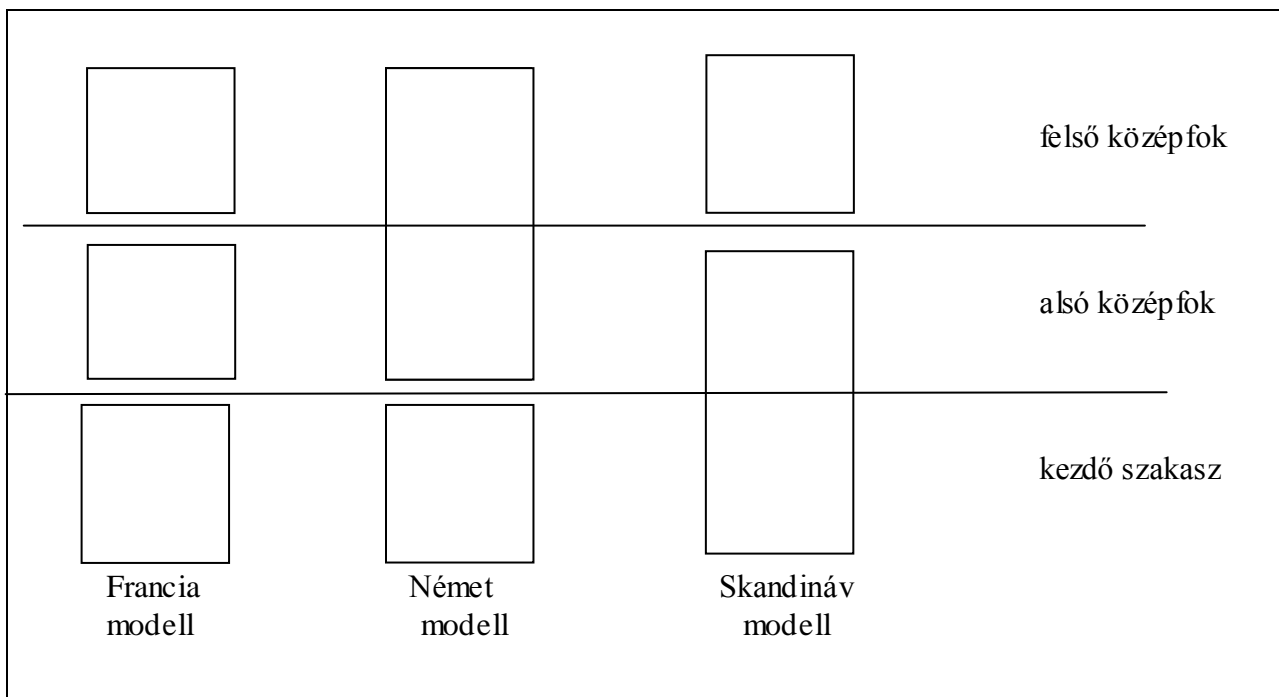 felső középfok
alsó középfok
kezdő szakasz
Francia
modell
Német
modell
Skandináv
modell